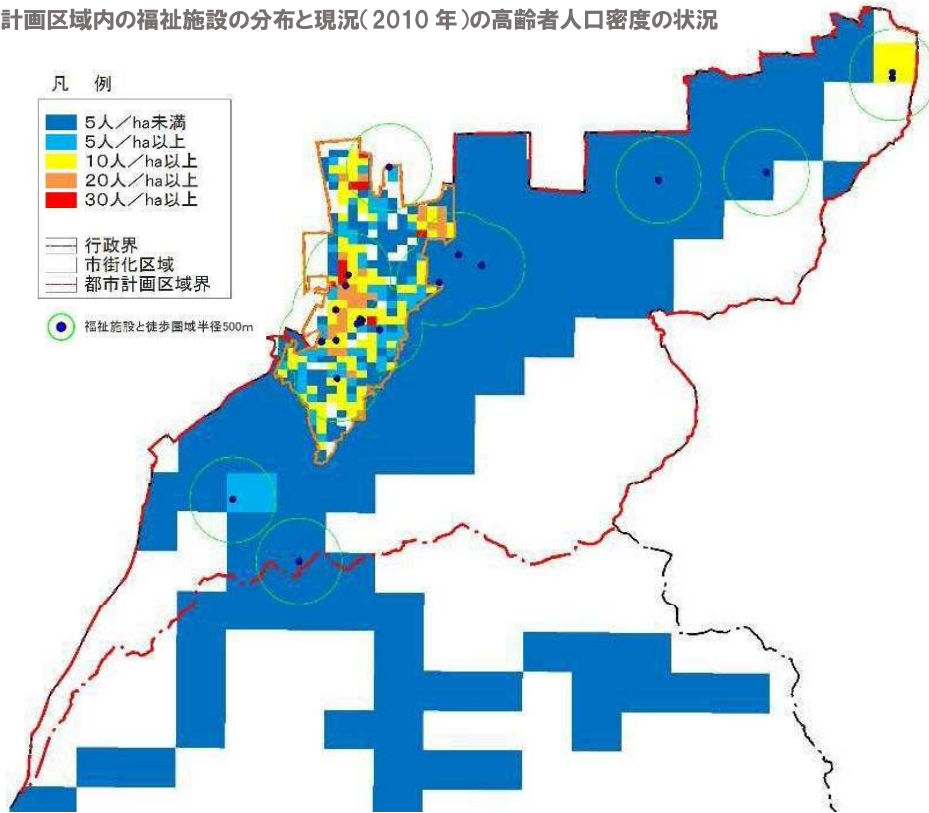 計画区域内の福祉施設の分布と現況(2010年)の高齢者人口密度の状況
凡 例
5人/ha未満
5人/ha以上
10人/ha以上
20人/ha以上
30人/ha以上
行政界
市街化区域
都市計画区域界
福祉施設と徒歩圏域半径500m